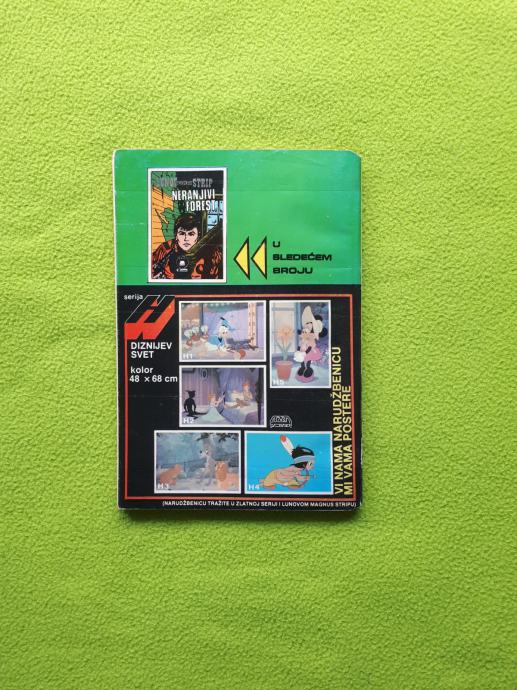 STRIP
NERANJIVI
FOREST
U
SLEDEĆEM
BROJU
serija
H
DIZNIJEV
SVET
kolor
48 x 68 cm
H1
H5
H2
H3
H4
VI NAMA NARUDŽBENICU
MI VAMA POSTERE
(NARUDŽBENICU TRAŽITE U ZLATNOJ SERIJI I LUNOVOM MAGNUS STRIPU)